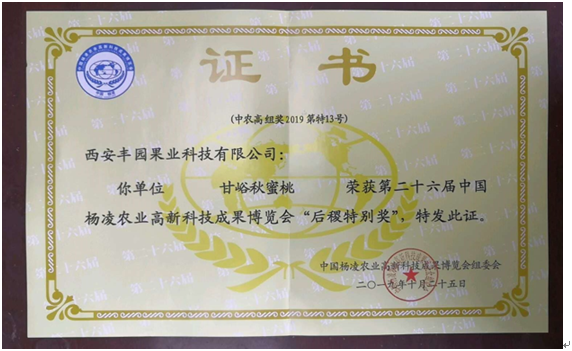 证书
(中农高组奖2019第特13号)
西安丰园果业科技有限公司：
你单位 甘峪秋蜜桃 荣获第二十六届中国
杨凌农业高新科技成果博览会“后稷特别奖”，特发此证。
中国杨凌农业高新科技成果博览会组委会
二〇一九年十月二十五日